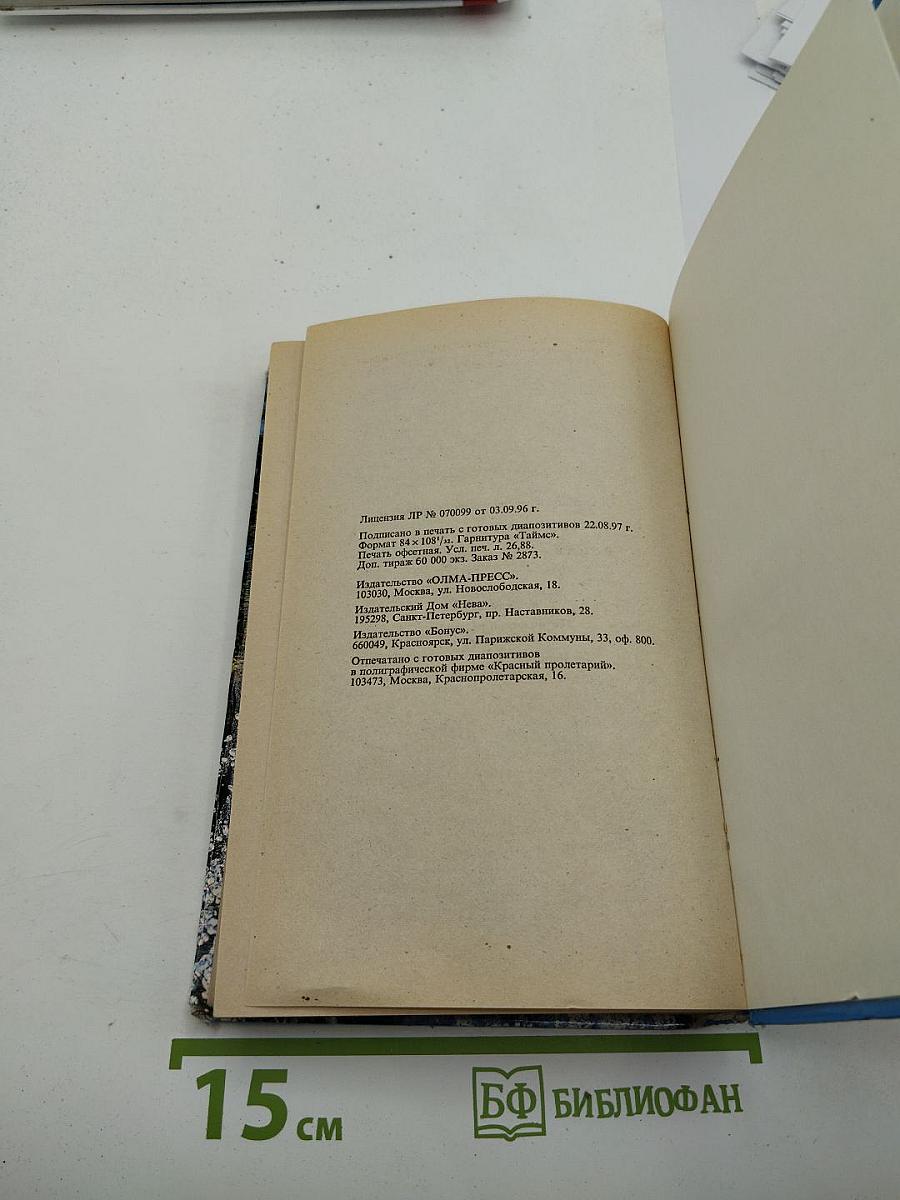 Лицензия ЛР № 070099 от 03.09.96 г.
Подписано в печать с готовых диапозитивов 22.08.97 г.
Формат 84×108¹/₃₂. Гарнитура «Таймс».
Печать офсетная. Усл. печ. л. 26,88.
Доп. тираж 60 000 экз. Заказ № 2873.
Издательство «ОЛМА-ПРЕСС».
103030, Москва, ул. Новослободская, 18.
Издательский Дом «Нева».
195298, Санкт-Петербург, пр. Наставников, 28.
Издательство «Бонус».
660049, Красноярск, ул. Парижской Коммуны, 33, оф. 800.
Отпечатано с готовых диапозитивов
в полиграфической фирме «Красный пролетарий».
103473, Москва, Краснопролетарская, 16.
15 см
БФ БИБЛИОФАН